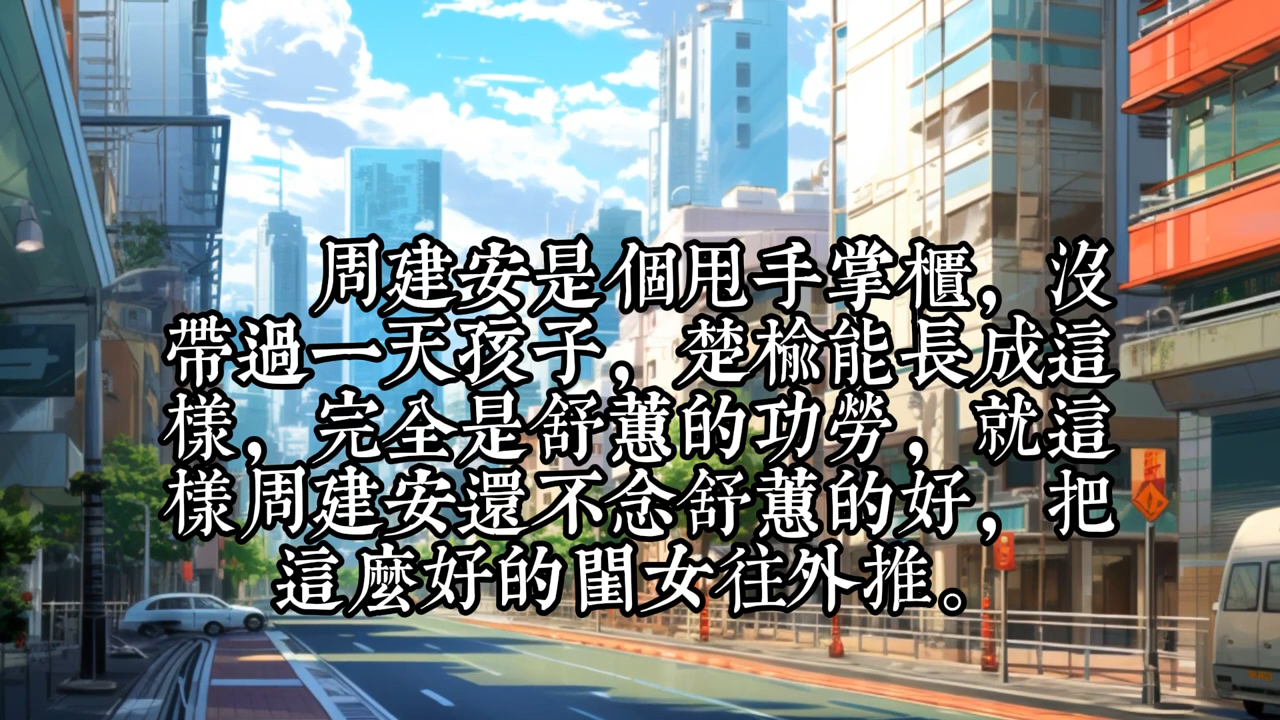 周建安是個甩手掌櫃，沒
帶過一天孩子，楚榆能長成這
樣，完全是舒蕙的功勞，就這
樣周建安還不念舒蕙的好，把
這麼好的閨女往外推。